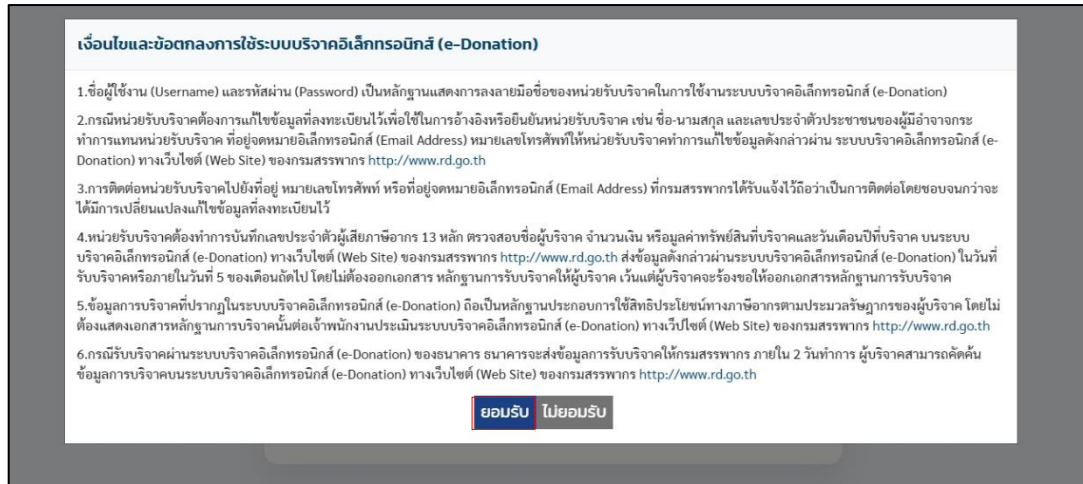 เงื่อนไขและข้อตกลงการใช้ระบบบริจาคอิเล็กทรอนิกส์ (e-Donation)
1.ชื่อผู้ใช้งาน (Username) และรหัสผ่าน (Password) เป็นหลักฐานแสดงการลงลายมือชื่อของหน่วยรับบริจาคในการใช้งานระบบบริจาคอิเล็กทรอนิกส์ (e-Donation)
2.กรณีหน่วยรับบริจาคต้องการแก้ไขข้อมูลที่ลงทะเบียนไว้เพื่อใช้ในการอ้างอิงหรือยืนยันหน่วยรับบริจาค เช่น ชื่อ-นามสกุล และเลขประจำตัวประชาชนของผู้มีอำจาจกระ
ทำการแทนหน่วยรับบริจาค ที่อยู่จดหมายอิเล็กทรอนิกส์ (Email Address) หมายเลขโทรศัพท์ให้หน่วยรับบริจาคทำการแก้ไขข้อมูลดังกล่าวผ่าน ระบบบริจาคอิเล็กทรอนิกส์ (e-
Donation) ทางเว็บไซต์ (Web Site) ของกรมสรรพากร http://www.rd.go.th
3.การติดต่อหน่วยรับบริจาคไปยังที่อยู่ หมายเลขโทรศัพท์ หรือที่อยู่จดหมายอิเล็กทรอนิกส์ (Email Address) ที่กรมสรรพากรได้รับแจ้งไว้ถือว่าเป็นการติดต่อโดยชอบจนกว่าจะ
ได้มีการเปลี่ยนแปลงแก้ไขข้อมูลที่ลงทะเบียนไว้
4.หน่วยรับบริจาคต้องทำการบันทึกเลขประจำตัวผู้เสียภาษีอากร 13 หลัก ตรวจสอบชื่อผู้บริจาค จำนวนเงิน หรือมูลค่าทรัพย์สินที่บริจาคและวันเดือนปีที่บริจาค บนระบบ
บริจาคอิเล็กทรอนิกส์ (e-Donation) ทางเว็บไซต์ (Web Site) ของกรมสรรพากร http://www.rd.go.th ส่งข้อมูลดังกล่าวผ่านระบบบริจาคอิเล็กทรอนิกส์ (e-Donation) ในวันที่
รับบริจาคหรือภายในวันที่ 5 ของเดือนถัดไป โดยไม่ต้องออกเอกสาร หลักฐานการรับบริจาคให้ผู้บริจาค เว้นแต่ผู้บริจาคจะร้องขอให้ออกเอกสารหลักฐานการรับบริจาค
5.ข้อมูลการบริจาคที่ปรากฏในระบบบริจาคอิเล็กทรอนิกส์ (e-Donation) ถือเป็นหลักฐานประกอบการใช้สิทธิประโยชน์ทางภาษีอากรตามประมวลรัษฎากรของผู้บริจาค โดยไม่
ต้องแสดงเอกสารหลักฐานการบริจาคนั้นต่อเจ้าพนักงานประเมินระบบบริจาคอิเล็กทรอนิกส์ (e-Donation) ทางเว็ปไซต์ (Web Site) ของกรมสรรพากร http://www.rd.go.th
6.กรณีรับบริจาคผ่านระบบบริจาคอิเล็กทรอนิกส์ (e-Donation) ของธนาคาร ธนาคารจะส่งข้อมูลการรับบริจาคให้กรมสรรพากร ภายใน 2 วันทำการ ผู้บริจาคสามารถคัดค้น
ข้อมูลการบริจาคบนระบบบริจาคอิเล็กทรอนิกส์ (e-Donation) ทางเว็บไซต์ (Web Site) ของกรมสรรพากร http://www.rd.go.th
ยอมรับ ไม่ยอมรับ